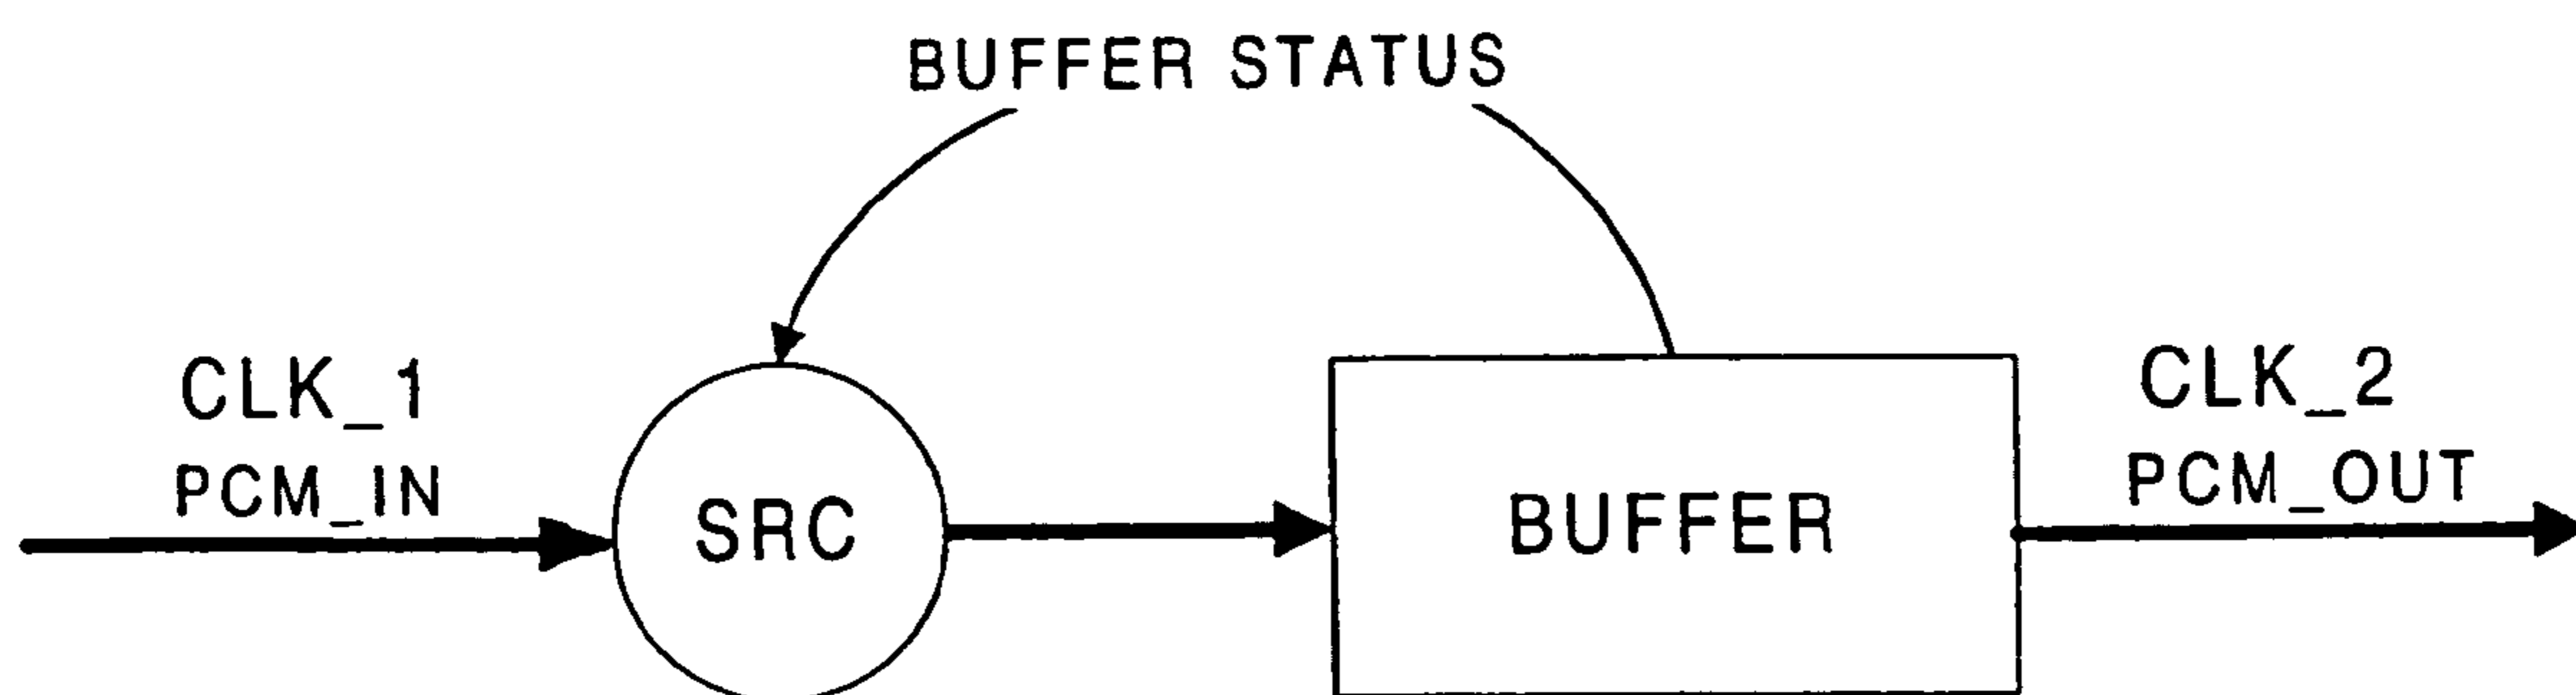 BUFFER STATUS
CLK_1
PCM_IN
SRC
BUFFER
CLK_2
PCM_OUT